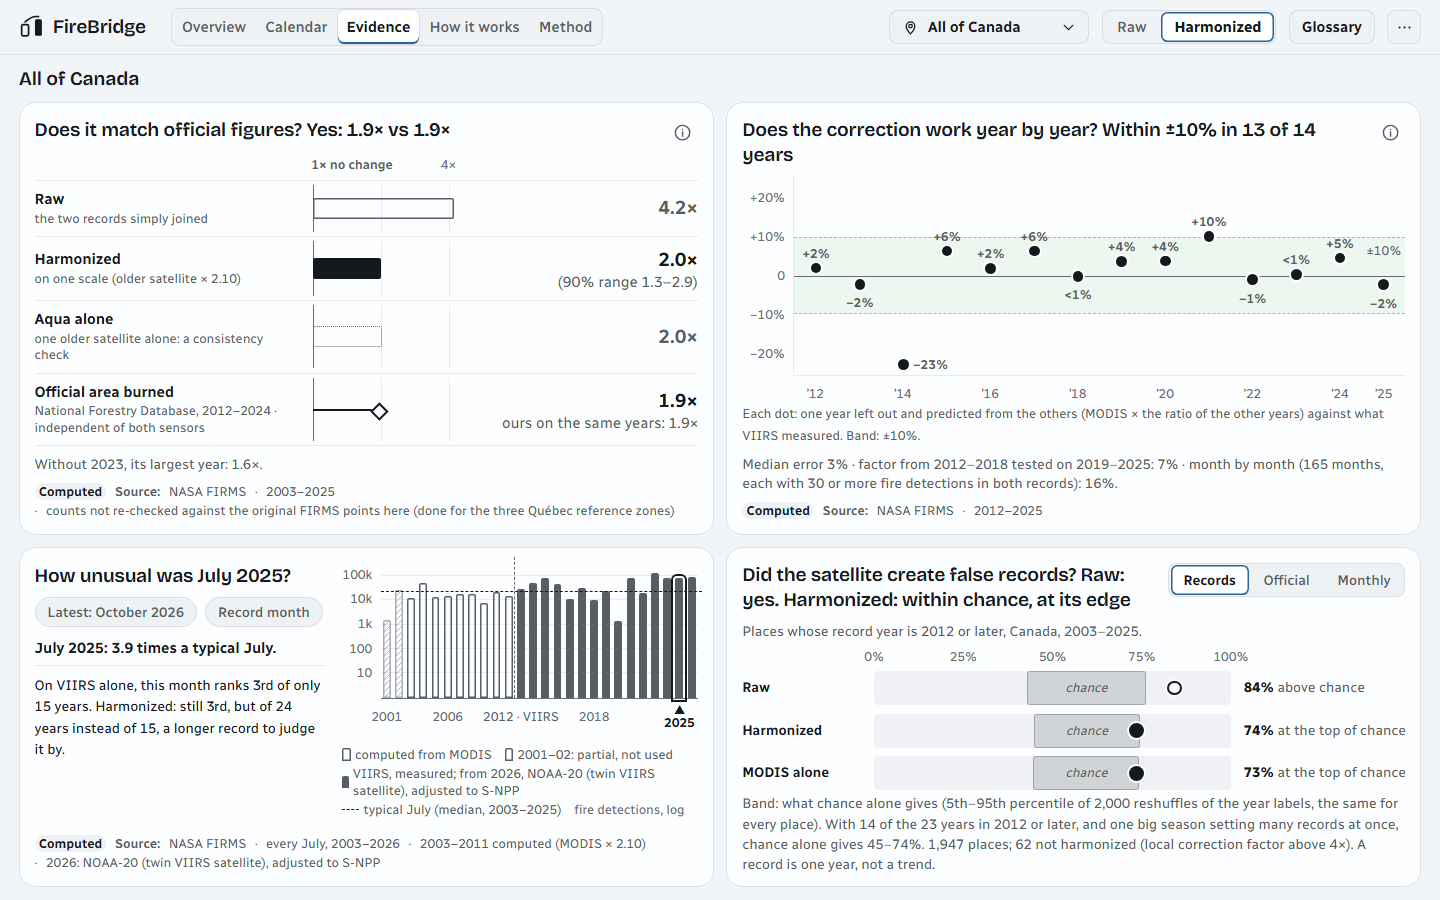 FireBridge
Overview Calendar Evidence How it works Method
All of Canada
Raw Harmonized
Glossary
···
All of Canada
Does it match official figures? Yes: 1.9× vs 1.9×
1× no change 4×
Raw
the two records simply joined
4.2×
Harmonized
on one scale (older satellite × 2.10)
2.0×
(90% range 1.3–2.9)
Aqua alone
one older satellite alone: a consistency
check
2.0×
Official area burned
National Forestry Database, 2012–2024 ·
independent of both sensors
1.9×
ours on the same years: 1.9×
Without 2023, its largest year: 1.6×.
Computed Source: NASA FIRMS · 2003–2025
· counts not re-checked against the original FIRMS points here (done for the three Québec reference zones)
Does the correction work year by year? Within ±10% in 13 of 14
years
+20%
+10%
0
−10%
−20%
+2%
−2%
−23%
+6%
+2%
+6%
<1%
+4%
+4%
+10%
−1%
<1%
+5%
−2%
±10%
’12 ’14 ’16 ’18 ’20 ’22 ’24 ’25
Each dot: one year left out and predicted from the others (MODIS × the ratio of the other years) against what
VIIRS measured. Band: ±10%.
Median error 3% · factor from 2012–2018 tested on 2019–2025: 7% · month by month (165 months,
each with 30 or more fire detections in both records): 16%.
Computed Source: NASA FIRMS · 2012–2025
How unusual was July 2025?
Latest: October 2026 Record month
July 2025: 3.9 times a typical July.
On VIIRS alone, this month ranks 3rd of only
15 years. Harmonized: still 3rd, but of 24
years instead of 15, a longer record to judge
it by.
100k
10k
1k
100
10
2001 2006 2012 · VIIRS 2018
2025
computed from MODIS 2001–02: partial, not used
VIIRS, measured; from 2026, NOAA-20 (twin VIIRS
satellite), adjusted to S-NPP
typical July (median, 2003–2025) fire detections, log
Computed Source: NASA FIRMS · every July, 2003–2026 · 2003–2011 computed (MODIS × 2.10)
· 2026: NOAA-20 (twin VIIRS satellite), adjusted to S-NPP
Did the satellite create false records? Raw:
yes. Harmonized: within chance, at its edge
Records Official Monthly
Places whose record year is 2012 or later, Canada, 2003–2025.
0% 25% 50% 75% 100%
Raw chance 84% above chance
Harmonized chance 74% at the top of chance
MODIS alone chance 73% at the top of chance
Band: what chance alone gives (5th–95th percentile of 2,000 reshuffles of the year labels, the same for
every place). With 14 of the 23 years in 2012 or later, and one big season setting many records at once,
chance alone gives 45–74%. 1,947 places; 62 not harmonized (local correction factor above 4×). A
record is one year, not a trend.